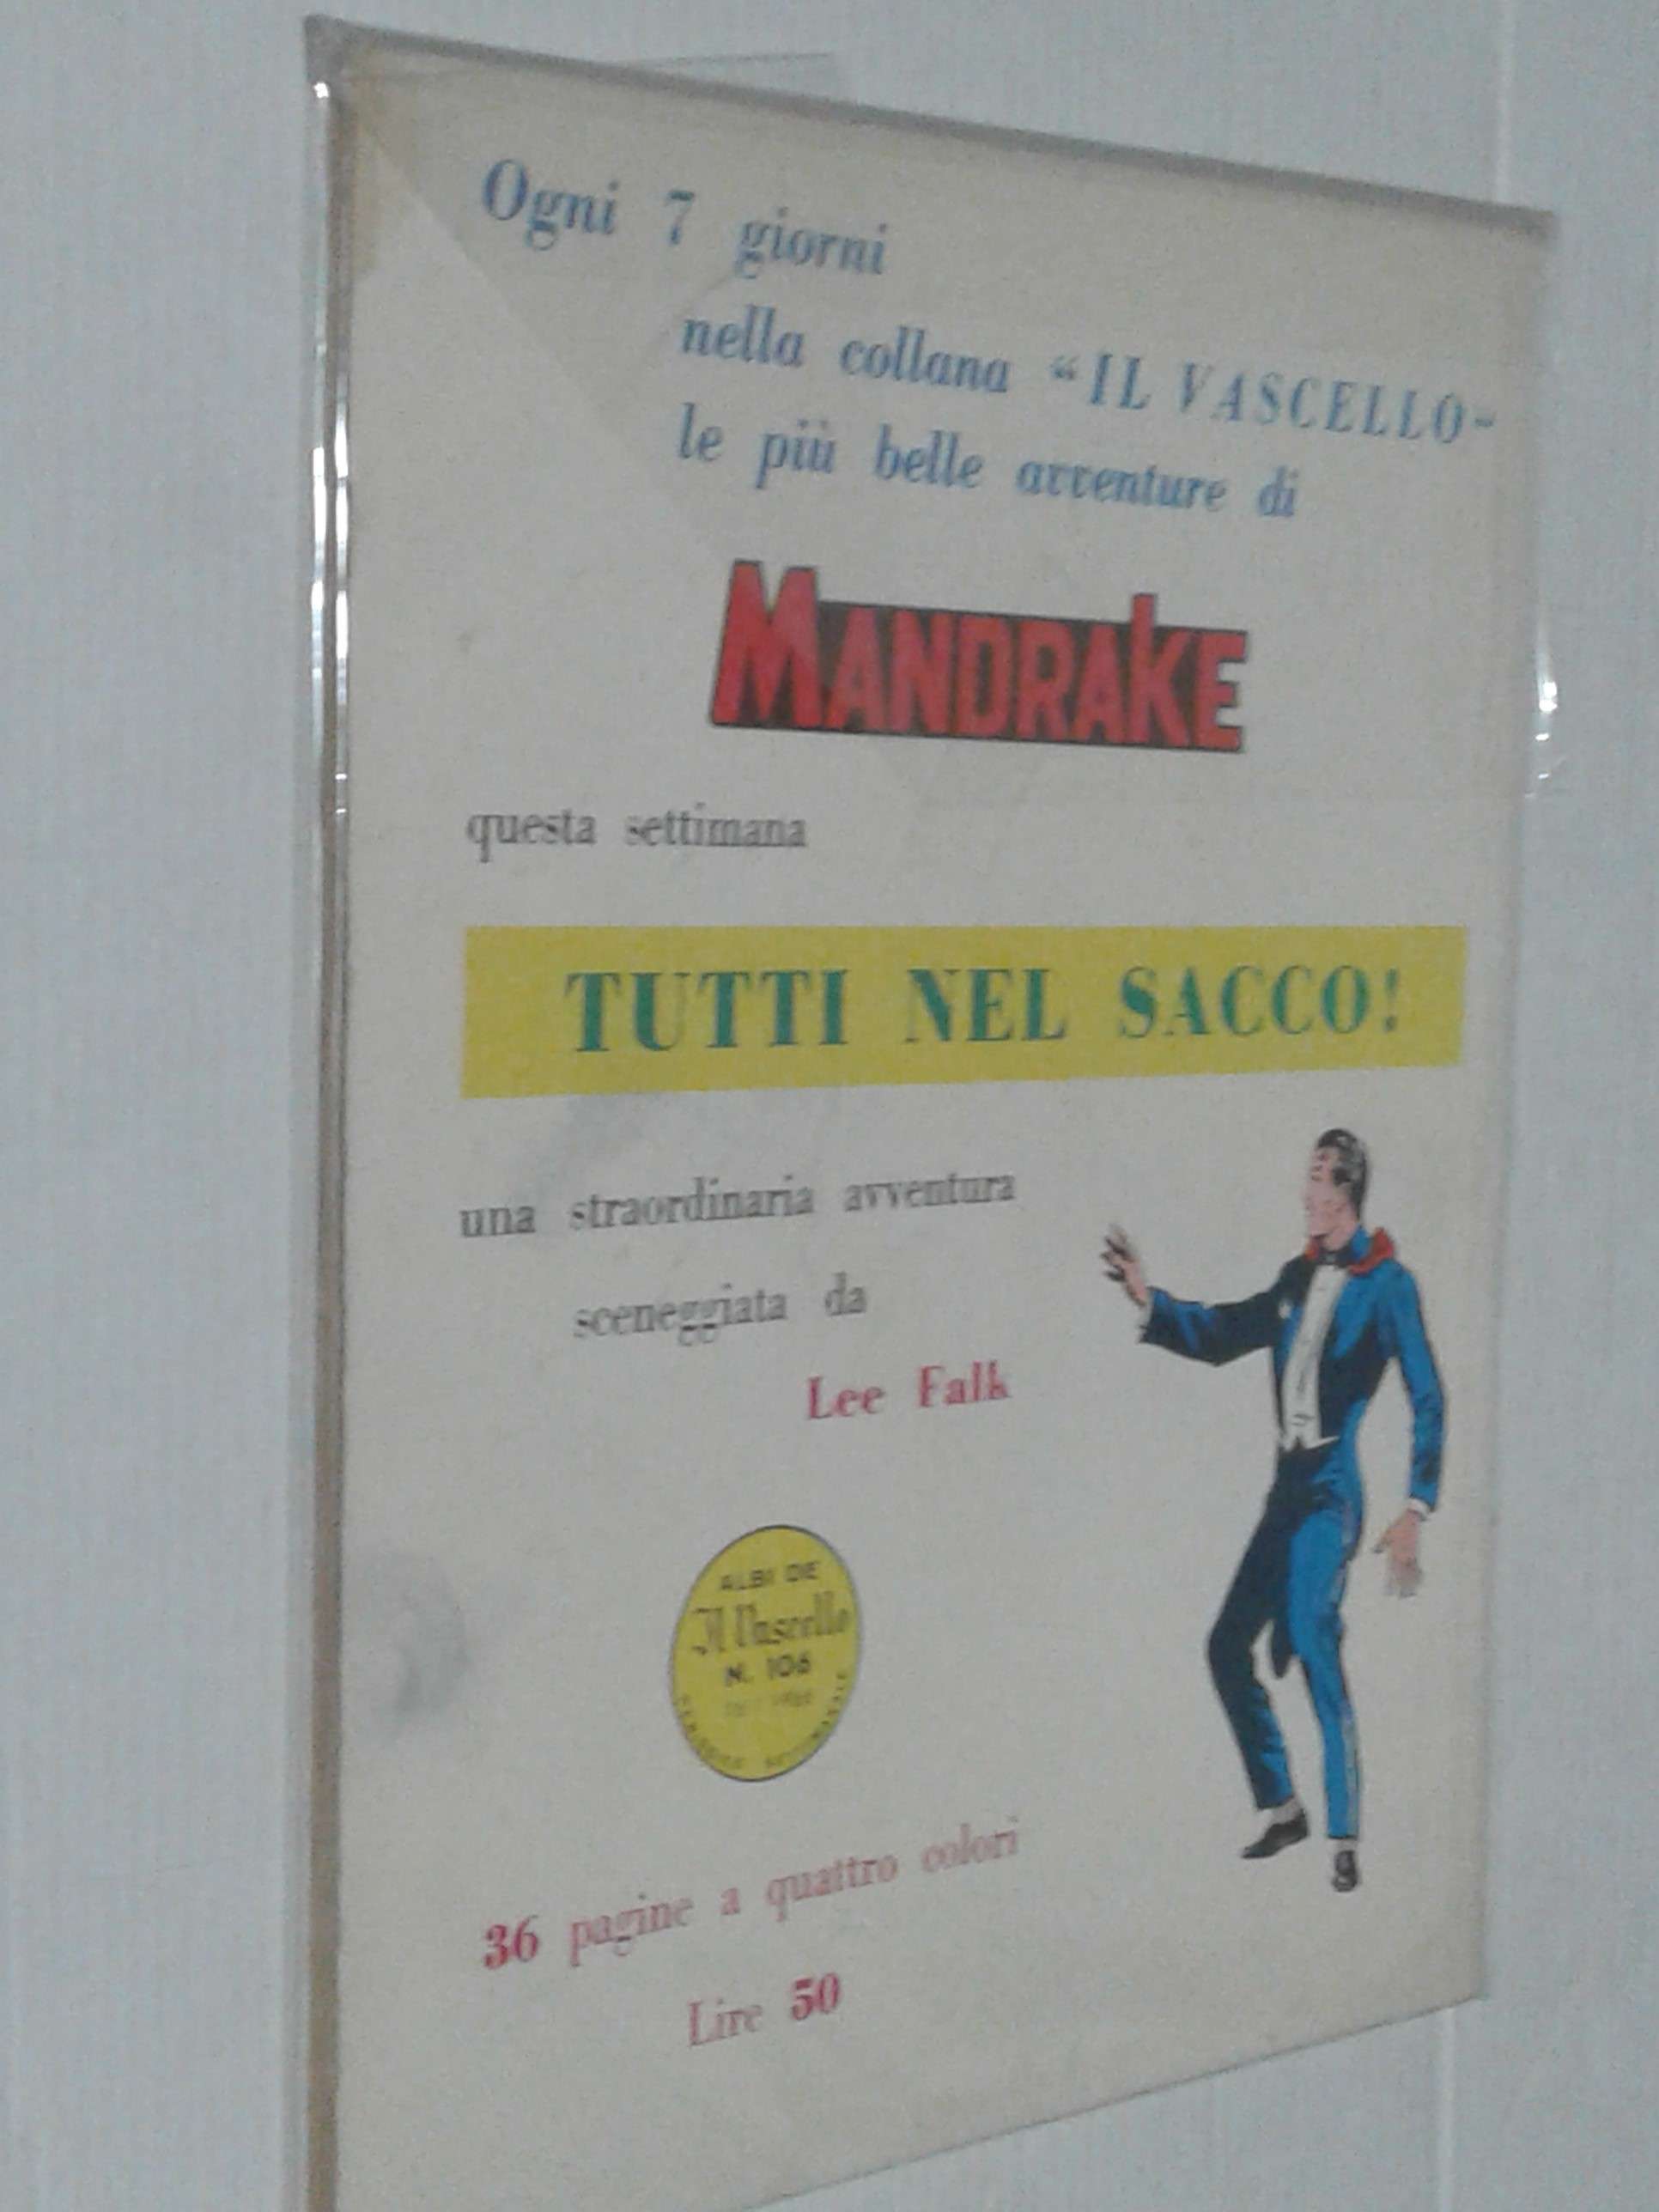 Ogni 7 giorni
nella collana "IL VASCELLO"
le più belle avventure di
MANDRAKE
questa settimana
TUTTI NEL SACCO!
una straordinaria avventura
sceneggiata da
Lee Falk
ALBI DE
Il Vascello
N. 106
36 pagine a quattro colori
Lire 50